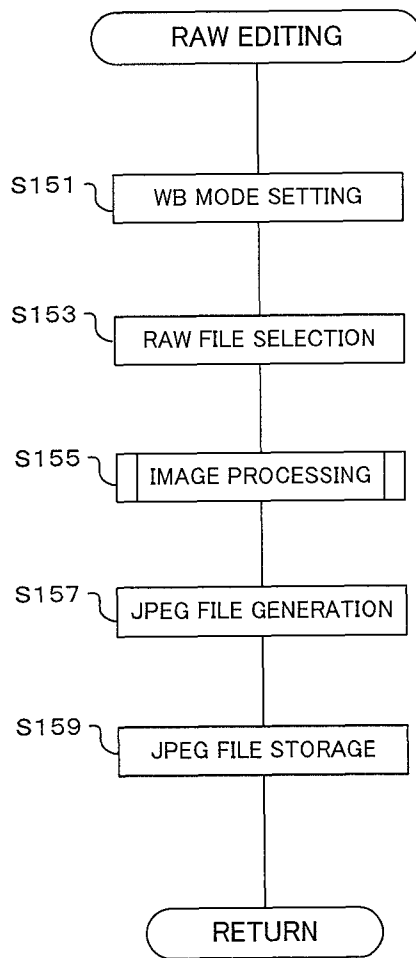 RAW EDITING
S151
WB MODE SETTING
S153
RAW FILE SELECTION
S155
IMAGE PROCESSING
S157
JPEG FILE GENERATION
S159
JPEG FILE STORAGE
RETURN